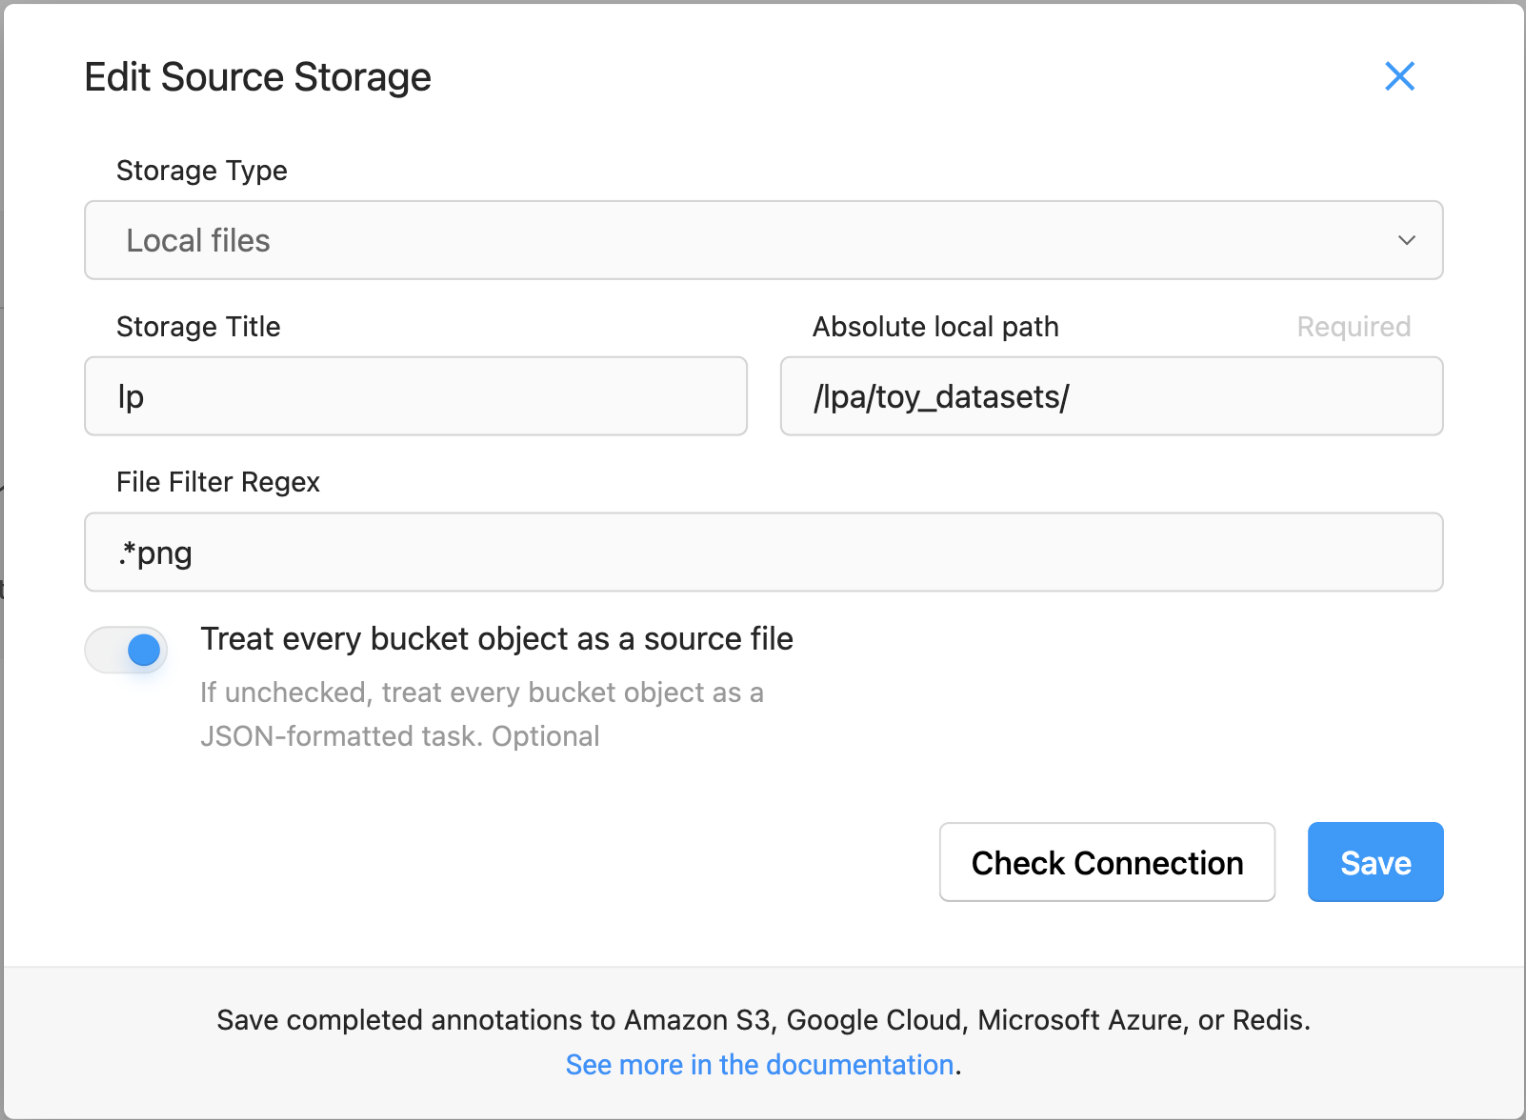 Edit Source Storage
Storage Type
Local files
Storage Title
lp
Absolute local path
Required
/lpa/toy_datasets/
File Filter Regex
.*png
Treat every bucket object as a source file
If unchecked, treat every bucket object as a
JSON-formatted task. Optional
Check Connection
Save
Save completed annotations to Amazon S3, Google Cloud, Microsoft Azure, or Redis.
See more in the documentation.